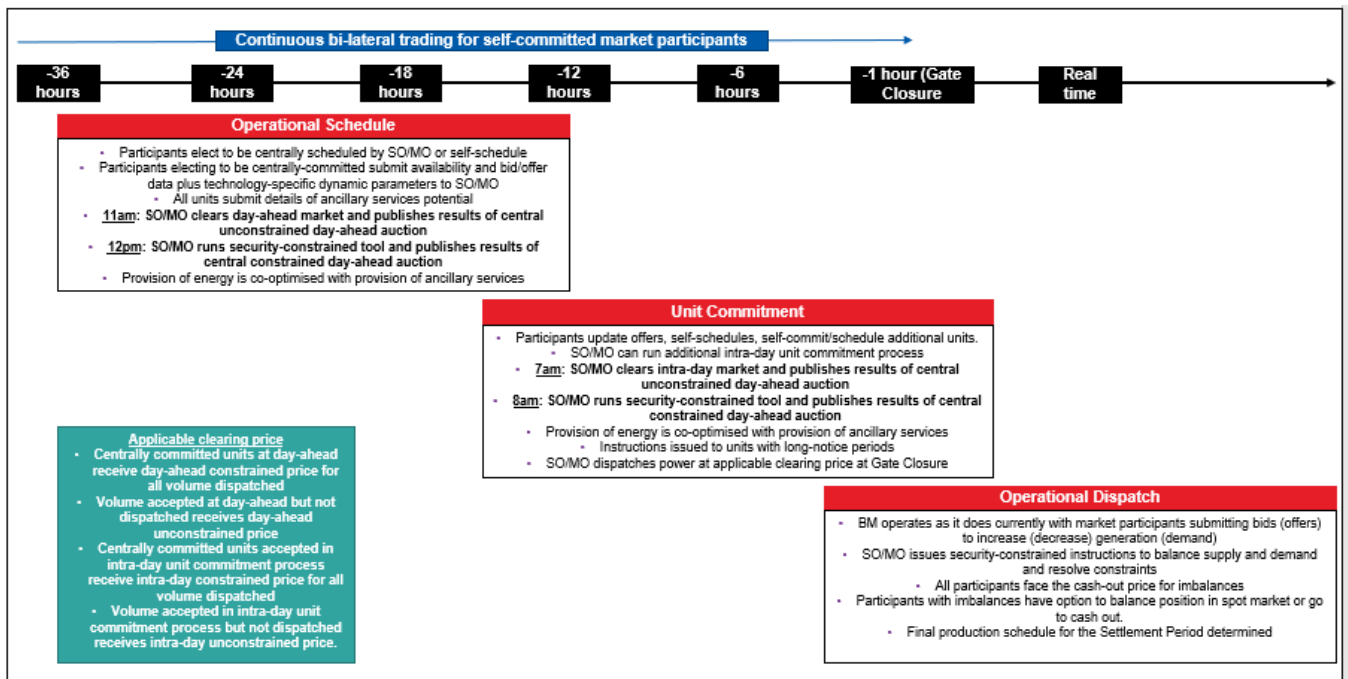 Continuous bi-lateral trading for self-committed market participants
-36
hours
-24
hours
-18
hours
-12
hours
-6
hours
-1 hour (Gate
Closure
Real
time
Operational Schedule
Participants elect to be centrally scheduled by SO/MO or self-schedule
Participants electing to be centrally-committed submit availability and bid/offer
data plus technology-specific dynamic parameters to SO/MO
All units submit details of ancillary services potential
11am: SO/MO clears day-ahead market and publishes results of central
unconstrained day-ahead auction
12pm: SO/MO runs security-constrained tool and publishes results of
central constrained day-ahead auction
Provision of energy is co-optimised with provision of ancillary services
Unit Commitment
Participants update offers, self-schedules, self-commit/schedule additional units.
SO/MO can run additional intra-day unit commitment process
7am: SO/MO clears intra-day market and publishes results of central
unconstrained day-ahead auction
8am: SO/MO runs security-constrained tool and publishes results of central
constrained day-ahead auction
Provision of energy is co-optimised with provision of ancillary services
Instructions issued to units with long-notice periods
SO/MO dispatches power at applicable clearing price at Gate Closure
Applicable clearing price
Centrally committed units at day-ahead
receive day-ahead constrained price for
all volume dispatched
Volume accepted at day-ahead but not
dispatched receives day-ahead
unconstrained price
Centrally committed units accepted in
intra-day unit commitment process
receive intra-day constrained price for all
volume dispatched
Volume accepted in intra-day unit
commitment process but not dispatched
receives intra-day unconstrained price.
Operational Dispatch
BM operates as it does currently with market participants submitting bids (offers)
to increase (decrease) generation (demand)
SO/MO issues security-constrained instructions to balance supply and demand
and resolve constraints
All participants face the cash-out price for imbalances
Participants with imbalances have option to balance position in spot market or go
to cash out.
Final production schedule for the Settlement Period determined